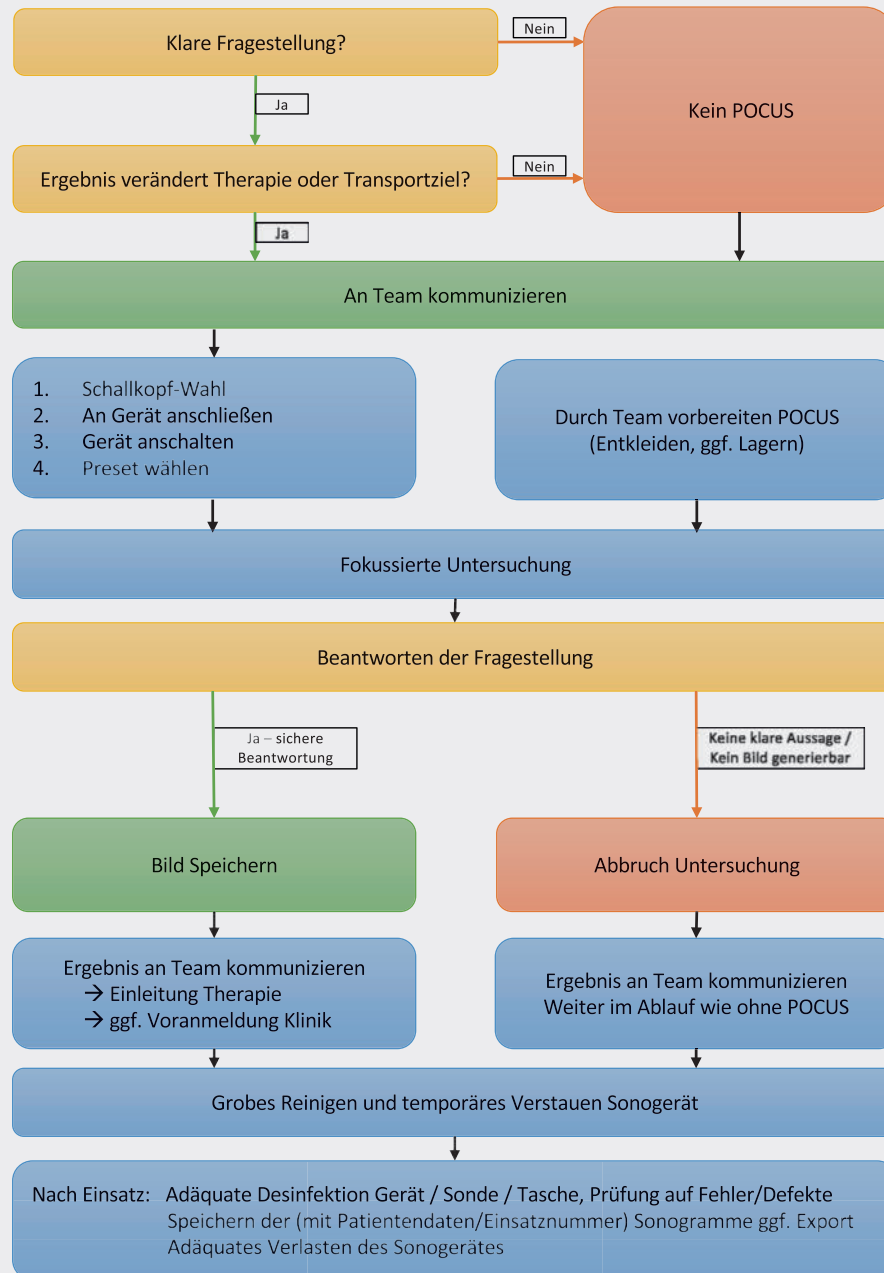 Klare Fragestellung?
Nein
Kein POCUS
Ja
Ergebnis verändert Therapie oder Transportziel?
Nein
Ja
An Team kommunizieren
1. Schallkopf-Wahl
2. An Gerät anschließen
3. Gerät anschalten
4. Preset wählen
Durch Team vorbereiten POCUS
(Entkleiden, ggf. Lagern)
Fokussierte Untersuchung
Beantworten der Fragestellung
Ja – sichere
Beantwortung
Keine klare Aussage /
Kein Bild generierbar
Bild Speichern
Abbruch Untersuchung
Ergebnis an Team kommunizieren
→ Einleitung Therapie
→ ggf. Voranmeldung Klinik
Ergebnis an Team kommunizieren
Weiter im Ablauf wie ohne POCUS
Grobes Reinigen und temporäres Verstauen Sonogerät
Nach Einsatz: Adäquate Desinfektion Gerät / Sonde / Tasche, Prüfung auf Fehler/Defekte
Speichern der (mit Patientendaten/Einsatznummer) Sonogramme ggf. Export
Adäquates Verlasten des Sonogerätes